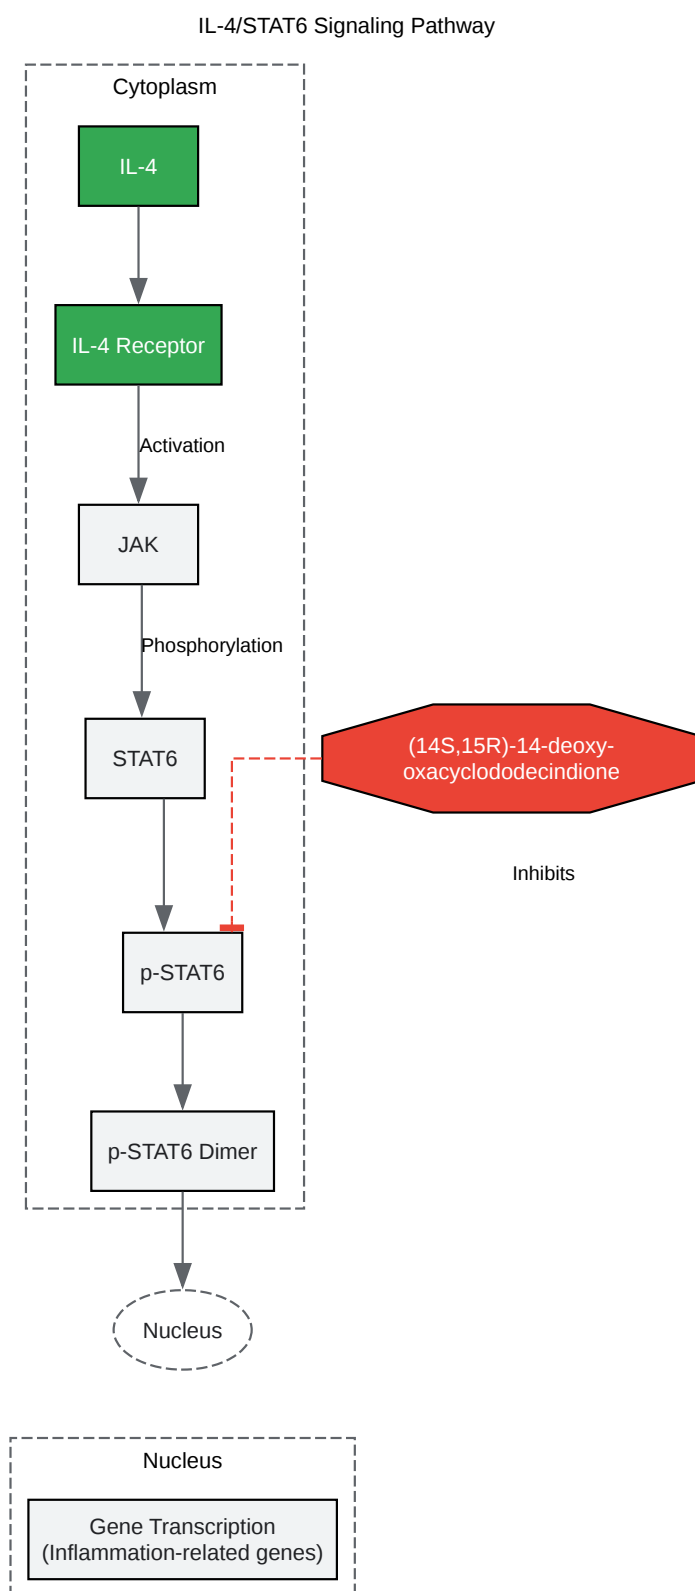 IL-4/STAT6 Signaling Pathway
Cytoplasm
IL-4
IL-4 Receptor
Activation
JAK
Phosphorylation
STAT6
(14S,15R)-14-deoxy-
oxacyclododecindione
Inhibits
p-STAT6
p-STAT6 Dimer
Nucleus
Nucleus
Gene Transcription
(Inflammation-related genes)